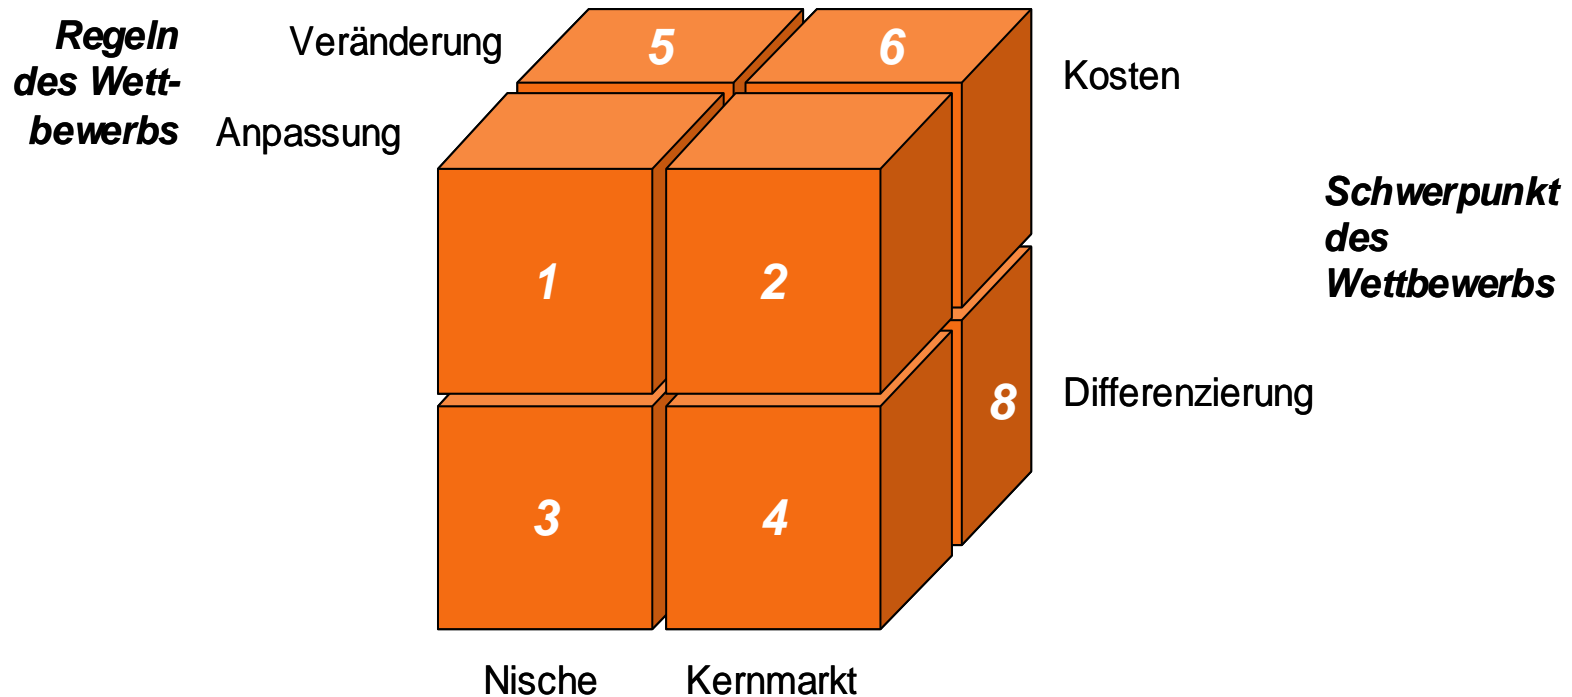 Regeln
des Wett-
bewerbs
Veränderung
Anpassung
5
6
Kosten
1
2
Schwerpunkt
des
Wettbewerbs
3
4
8
Differenzierung
Nische
Kernmarkt